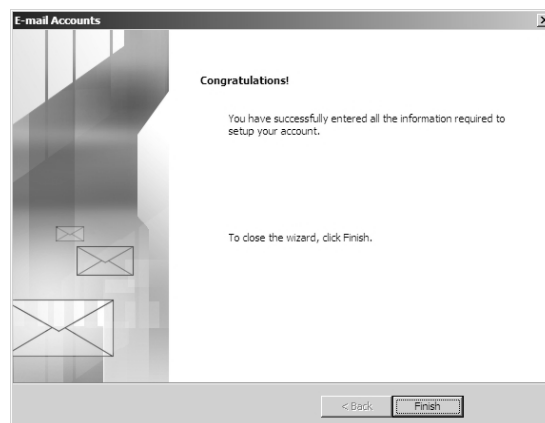 E-mail Accounts
Congratulations!
You have successfully entered all the information required to
setup your account.
To close the wizard, click Finish.
< Back
Finish